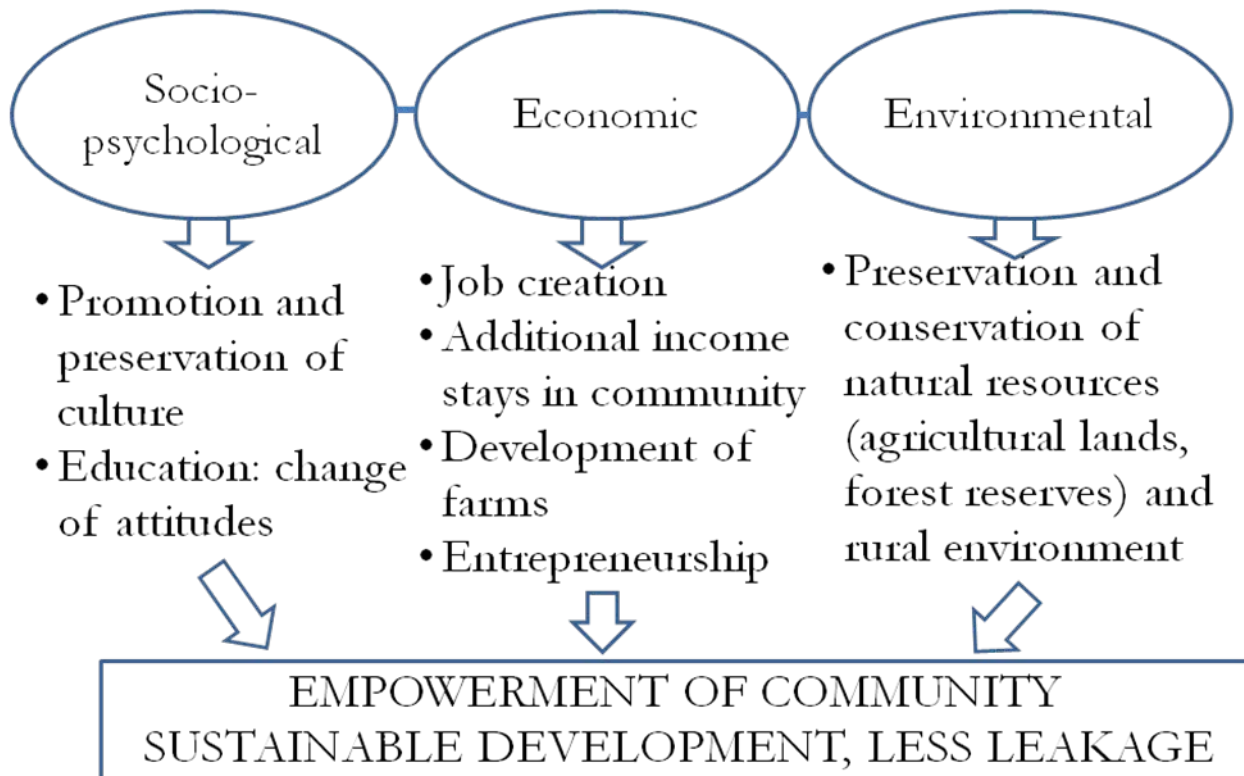 Socio-
psychological
Economic
Environmental
• Promotion and
preservation of
culture
• Education: change
of attitudes
• Job creation
• Additional income
stays in community
• Development of
farms
• Entrepreneurship
• Preservation and
conservation of
natural resources
(agricultural lands,
forest reserves) and
rural environment
EMPOWERMENT OF COMMUNITY
SUSTAINABLE DEVELOPMENT, LESS LEAKAGE